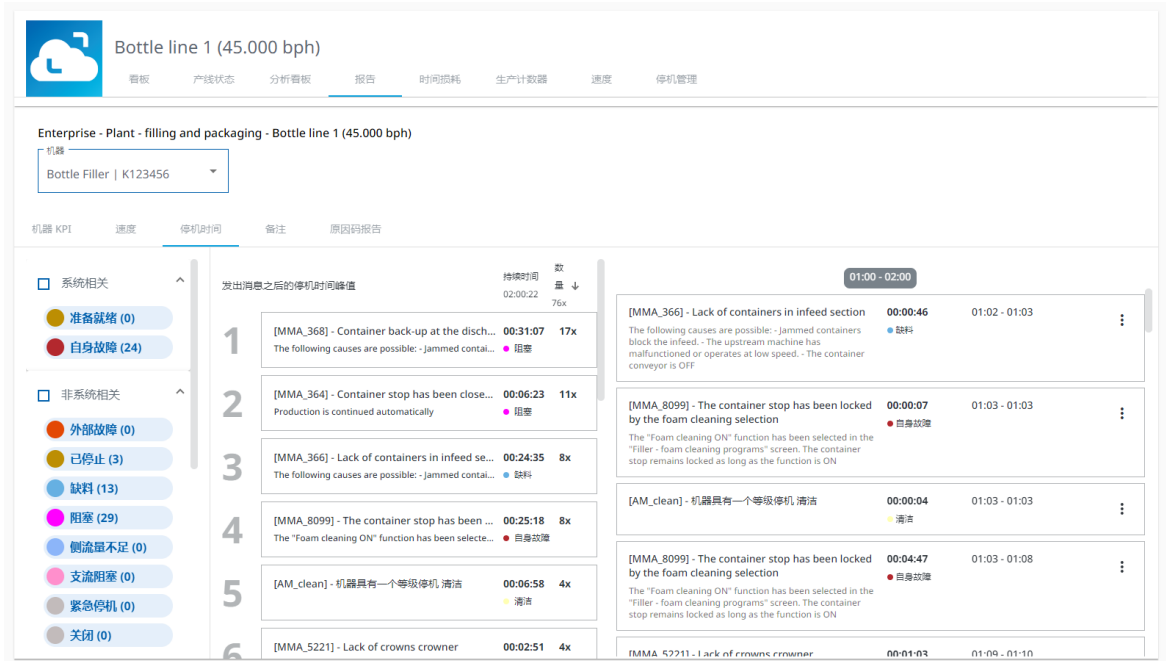 Bottle line 1 (45.000 bph)
看板 产线状态 分析看板 报告 时间损耗 生产计数器 速度 停机管理
Enterprise - Plant - filling and packaging - Bottle line 1 (45.000 bph)
机器
Bottle Filler | K123456
机器 KPI 速度 停机时间 备注 原因码报告
系统相关
准备就绪 (0)
自身故障 (24)
非系统相关
外部故障 (0)
已停止 (3)
缺料 (13)
阻塞 (29)
侧流量不足 (0)
支流阻塞 (0)
紧急停机 (0)
关闭 (0)
发出消息之后的停机时间峰值
持续时间
02:00:22
数
量
76x
1
[MMA_368] - Container back-up at the disch... 00:31:07 17x
The following causes are possible: - Jammed contai... 阻塞
2
[MMA_364] - Container stop has been close... 00:06:23 11x
Production is continued automatically 阻塞
3
[MMA_366] - Lack of containers in infeed se... 00:24:35 8x
The following causes are possible: - Jammed contai... 缺料
4
[MMA_8099] - The container stop has been ... 00:25:18 8x
The "Foam cleaning ON" function has been selecte... 自身故障
5
[AM_clean] - 机器具有一个等级停机 清洁 00:06:58 4x
清洁
6
[MMA_5221] - Lack of crowns crowner 00:02:51 4x
01:00 - 02:00
[MMA_366] - Lack of containers in infeed section 00:00:46 01:02 - 01:03
The following causes are possible: - Jammed containers 缺料
block the infeed. - The upstream machine has
malfunctioned or operates at low speed. - The container
conveyor is OFF
[MMA_8099] - The container stop has been locked 00:00:07 01:03 - 01:03
by the foam cleaning selection 自身故障
The "Foam cleaning ON" function has been selected in the
"Filler - foam cleaning programs" screen. The container
stop remains locked as long as the function is ON
[AM_clean] - 机器具有一个等级停机 清洁 00:00:04 01:03 - 01:03
清洁
[MMA_8099] - The container stop has been locked 00:04:47 01:03 - 01:08
by the foam cleaning selection 自身故障
The "Foam cleaning ON" function has been selected in the
"Filler - foam cleaning programs" screen. The container
stop remains locked as long as the function is ON
[MMA_5221] - Lack of crowns crowner 00:01:03 01:09 - 01:10